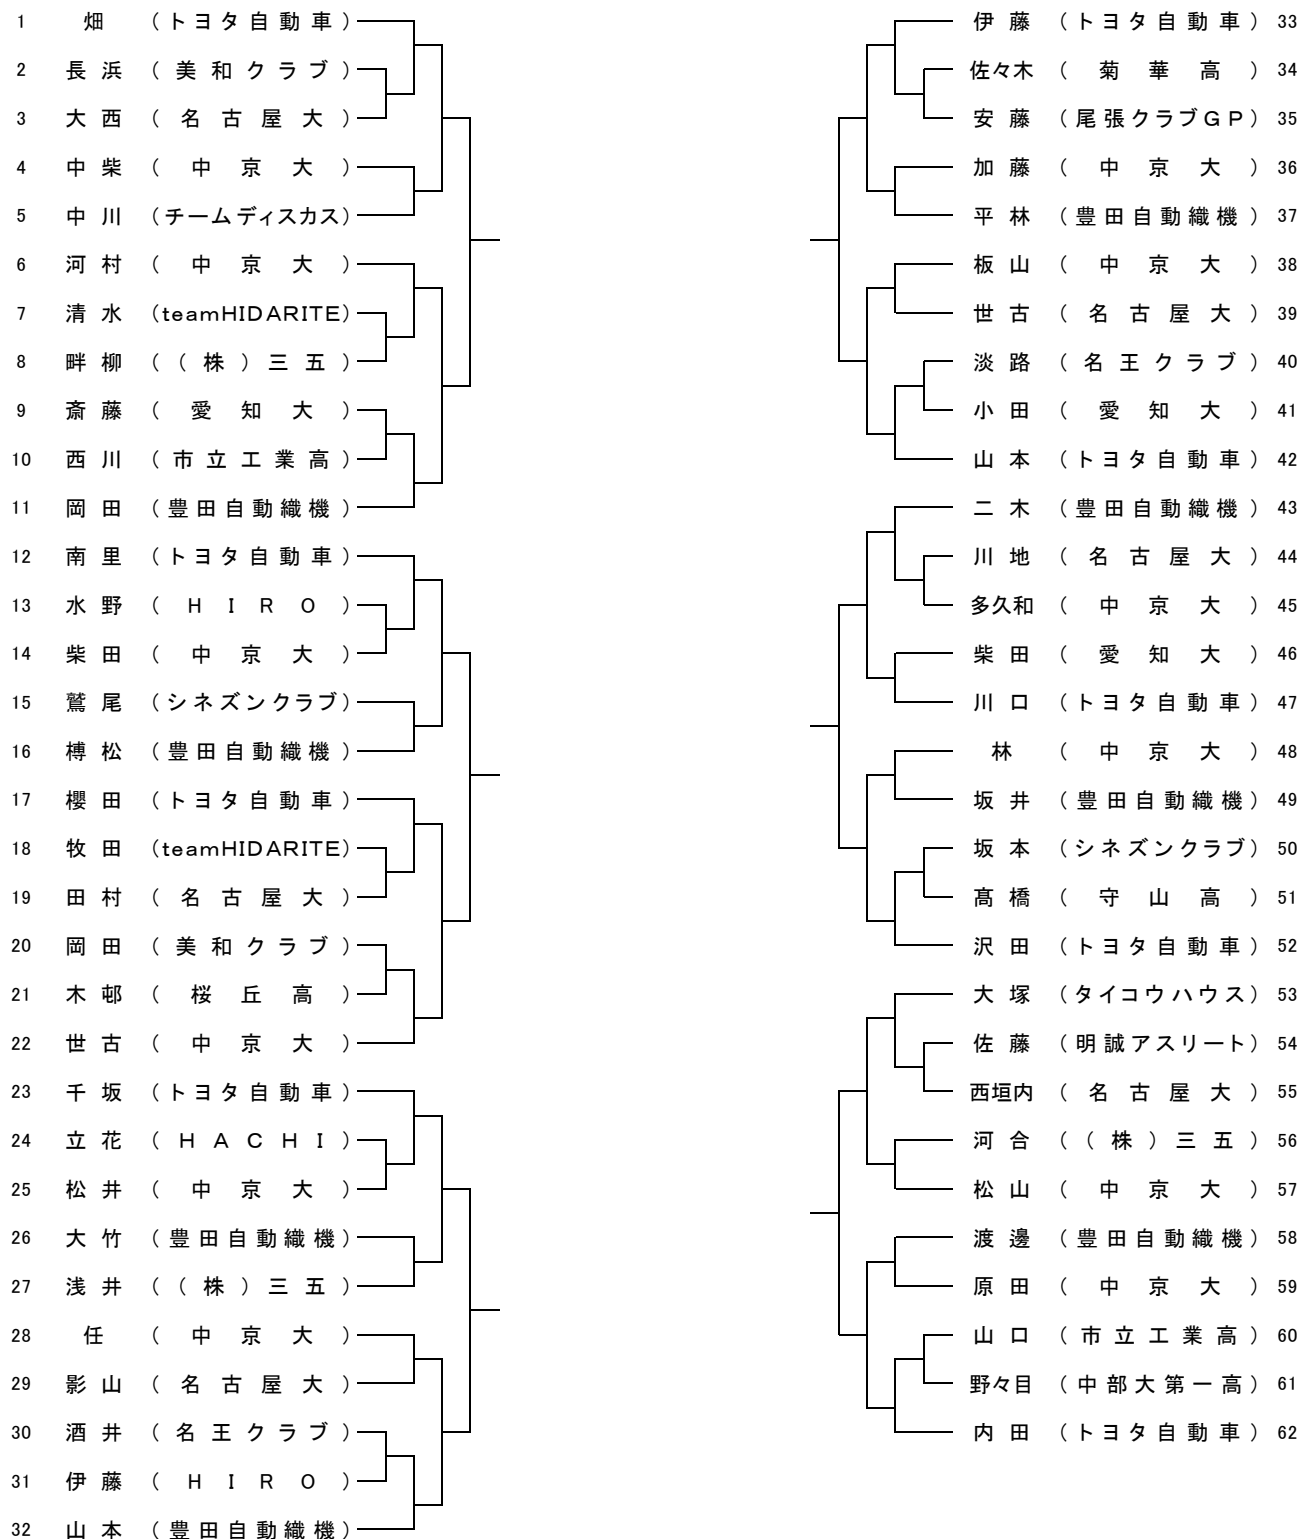 1 畑 （トヨタ自動車）
2 長浜 （美和クラブ）
3 大西 （名古屋大）
4 中柴 （中京大）
5 中川 （チームディスカス）
6 河村 （中京大）
7 清水 （teamHIDARITE）
8 畔柳 （（株）三五）
9 斎藤 （愛知大）
10 西川 （市立工業高）
11 岡田 （豊田自動織機）
12 南里 （トヨタ自動車）
13 水野 （HIRO）
14 柴田 （中京大）
15 鷲尾 （シネズンクラブ）
16 樽松 （豊田自動織機）
17 櫻田 （トヨタ自動車）
18 牧田 （teamHIDARITE）
19 田村 （名古屋大）
20 岡田 （美和クラブ）
21 木邨 （桜丘高）
22 世古 （中京大）
23 千坂 （トヨタ自動車）
24 立花 （HACHI）
25 松井 （中京大）
26 大竹 （豊田自動織機）
27 浅井 （（株）三五）
28 任 （中京大）
29 影山 （名古屋大）
30 酒井 （名王クラブ）
31 伊藤 （HIRO）
32 山本 （豊田自動織機）
伊藤 （トヨタ自動車） 33
佐々木 （菊華高） 34
安藤 （尾張クラブGP） 35
加藤 （中京大） 36
平林 （豊田自動織機） 37
板山 （中京大） 38
世古 （名古屋大） 39
淡路 （名王クラブ） 40
小田 （愛知大） 41
山本 （トヨタ自動車） 42
二木 （豊田自動織機） 43
川地 （名古屋大） 44
多久和 （中京大） 45
柴田 （愛知大） 46
川口 （トヨタ自動車） 47
林 （中京大） 48
坂井 （豊田自動織機） 49
坂本 （シネズンクラブ） 50
髙橋 （守山高） 51
沢田 （トヨタ自動車） 52
大塚 （タイコウハウス） 53
佐藤 （明誠アスリート） 54
西垣内 （名古屋大） 55
河合 （（株）三五） 56
松山 （中京大） 57
渡邊 （豊田自動織機） 58
原田 （中京大） 59
山口 （市立工業高） 60
野々目 （中部大第一高） 61
内田 （トヨタ自動車） 62